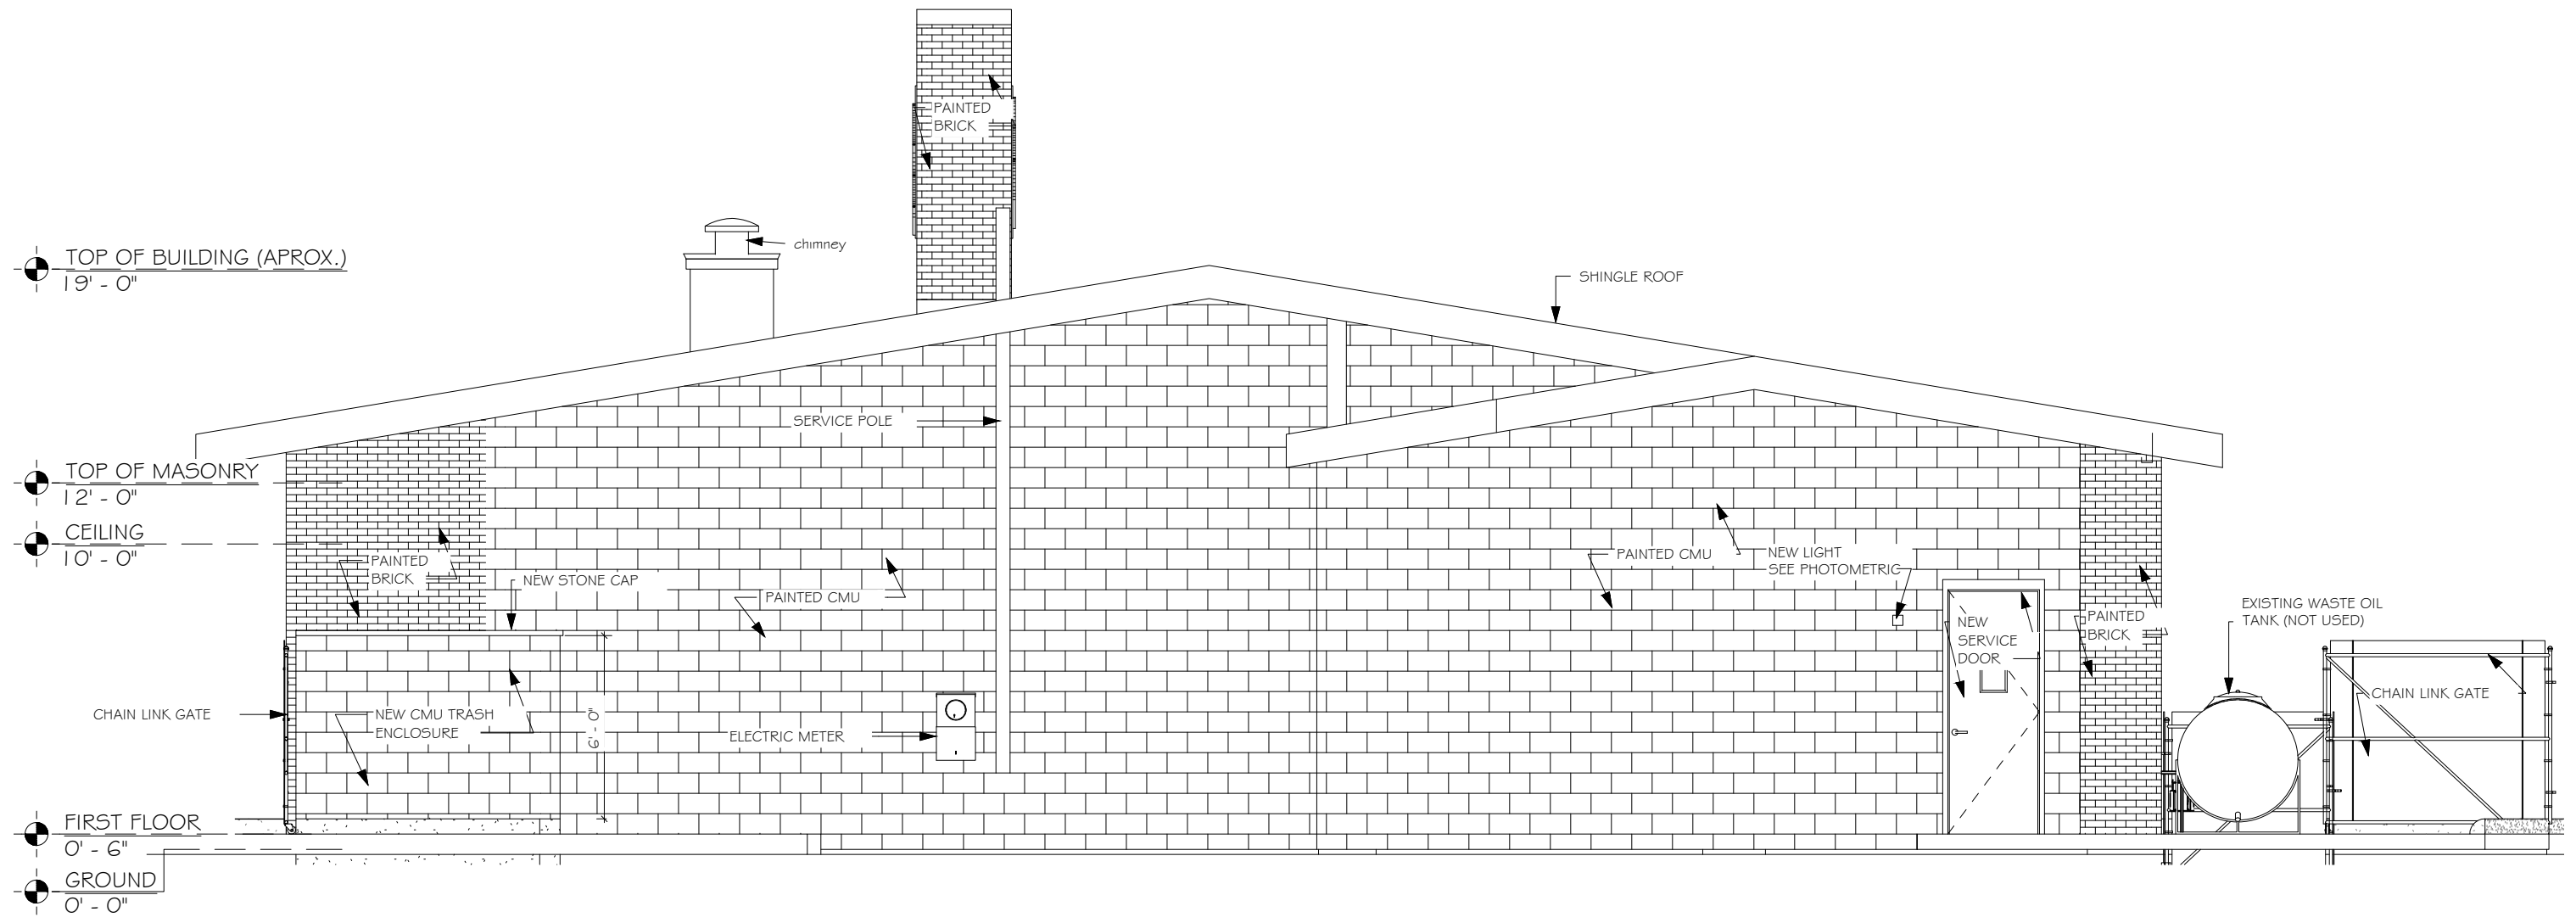 PAINTED
BRICK
chimney
TOP OF BUILDING (APROX.)
19' - 0"
SHINGLE ROOF
SERVICE POLE
TOP OF MASONRY
12' - 0"
CEILING
10' - 0"
PAINTED
BRICK
NEW STONE CAP
PAINTED CMU
PAINTED CMU
NEW LIGHT
SEE PHOTOMETRIC
NEW
SERVICE
DOOR
PAINTED
BRICK
EXISTING WASTE OIL
TANK (NOT USED)
CHAIN LINK GATE
CHAIN LINK GATE
NEW CMU TRASH
ENCLOSURE
6' - 0"
ELECTRIC METER
FIRST FLOOR
0' - 6"
GROUND
0' - 0"